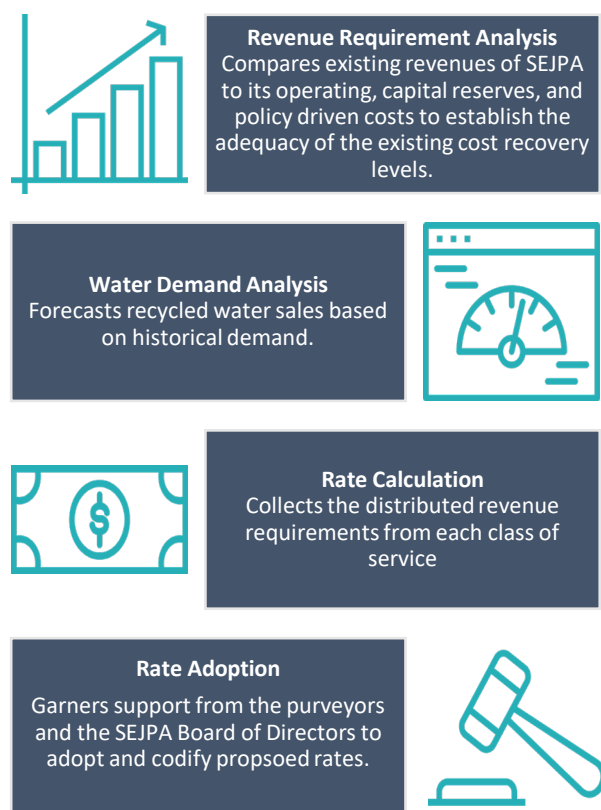 Revenue Requirement Analysis
Compares existing revenues of SEJPA
to its operating, capital reserves, and
policy driven costs to establish the
adequacy of the existing cost recovery
levels.
Water Demand Analysis
Forecasts recycled water sales based
on historical demand.
Rate Calculation
Collects the distributed revenue
requirements from each class of
service
$
Rate Adoption
Garners support from the purveyors
and the SEJPA Board of Directors to
adopt and codify propsoed rates.